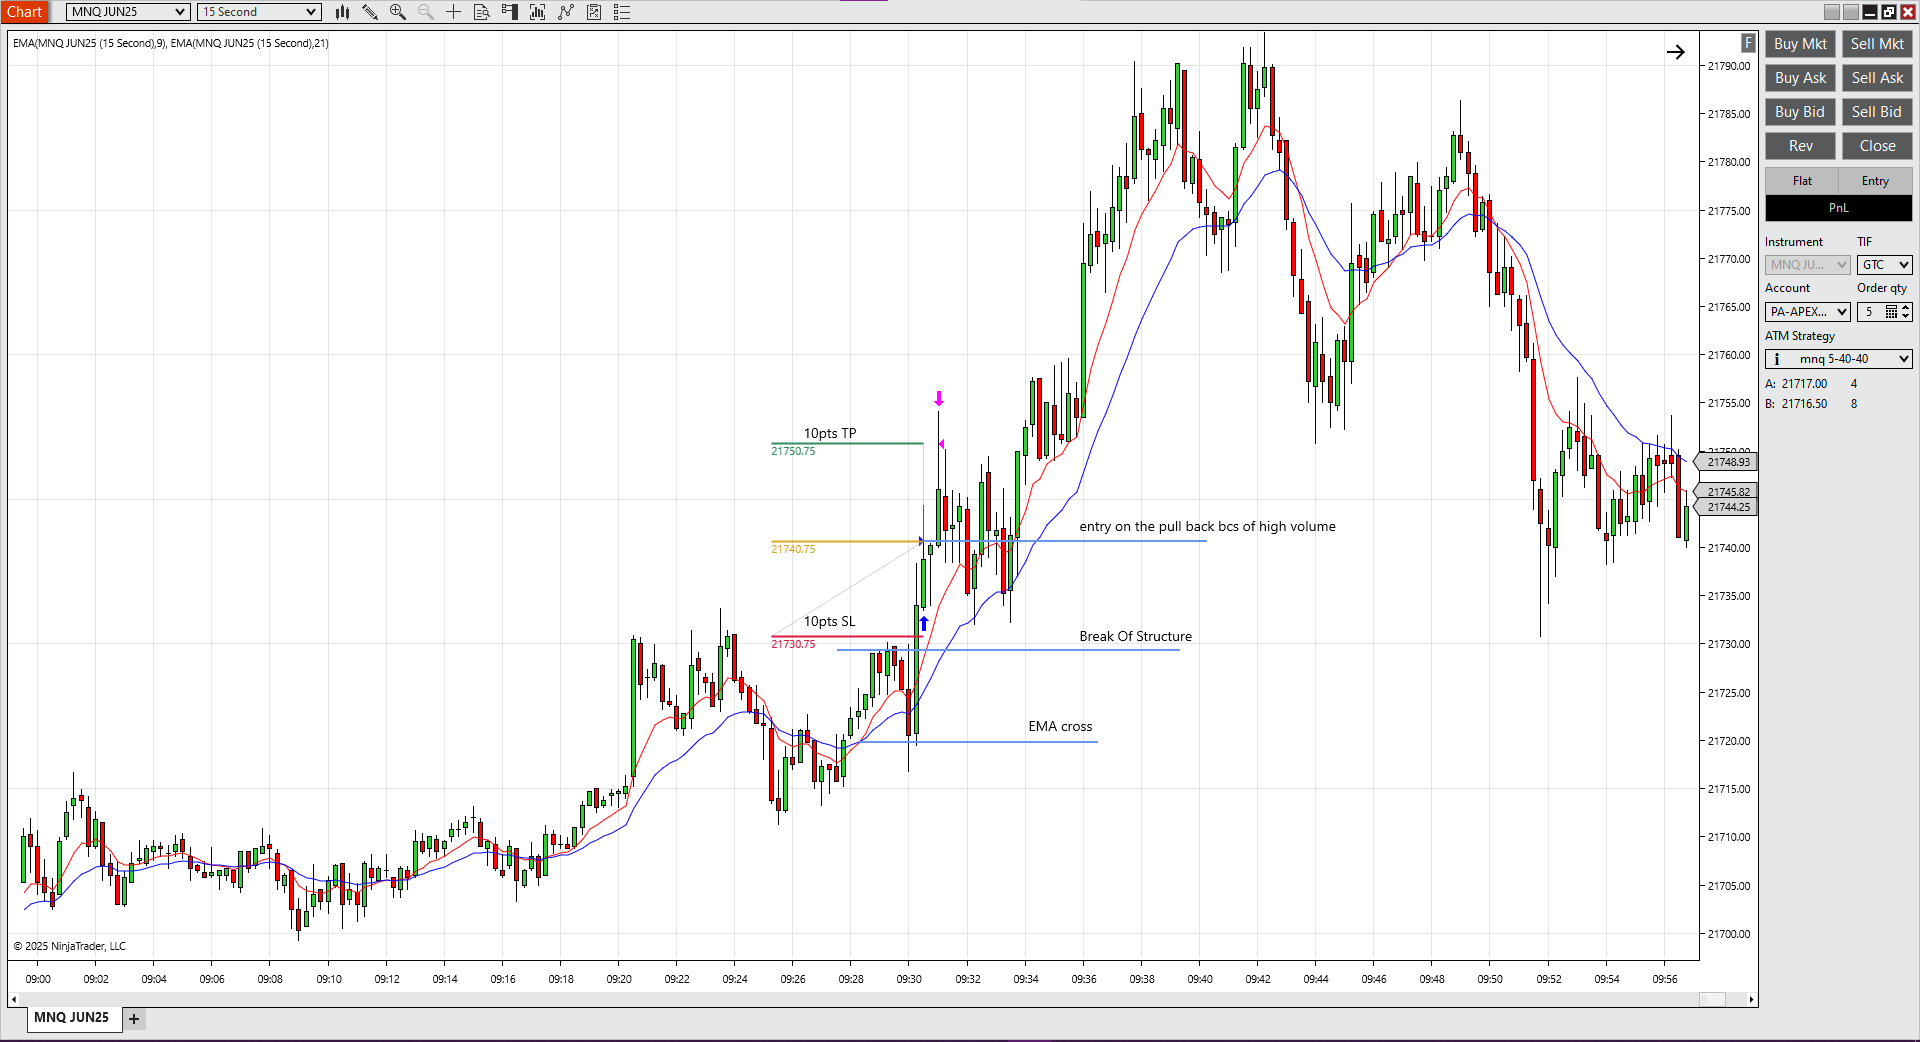 Chart
MNQ JUN25
15 Second
EMA(MNQ JUN25 (15 Second),9), EMA(MNQ JUN25 (15 Second),21)
F
21790.00
21785.00
21780.00
21775.00
21770.00
21765.00
21760.00
21755.00
21748.93
21745.82
21744.25
21740.00
21735.00
21730.00
21725.00
21720.00
21715.00
21710.00
21705.00
21700.00
10pts TP
21750.75
entry on the pull back bcs of high volume
21740.75
10pts SL
21730.75
Break Of Structure
EMA cross
© 2025 NinjaTrader, LLC
09:00 09:02 09:04 09:06 09:08 09:10 09:12 09:14 09:16 09:18 09:20 09:22 09:24 09:26 09:28 09:30 09:32 09:34 09:36 09:38 09:40 09:42 09:44 09:46 09:48 09:50 09:52 09:54 09:56
MNQ JUN25
+
Buy Mkt Sell Mkt
Buy Ask Sell Ask
Buy Bid Sell Bid
Rev Close
Flat Entry
PnL
Instrument TIF
MNQ JU... GTC
Account Order qty
PA-APEX... 5
ATM Strategy
i mnq 5-40-40
A: 21717.00 4
B: 21716.50 8